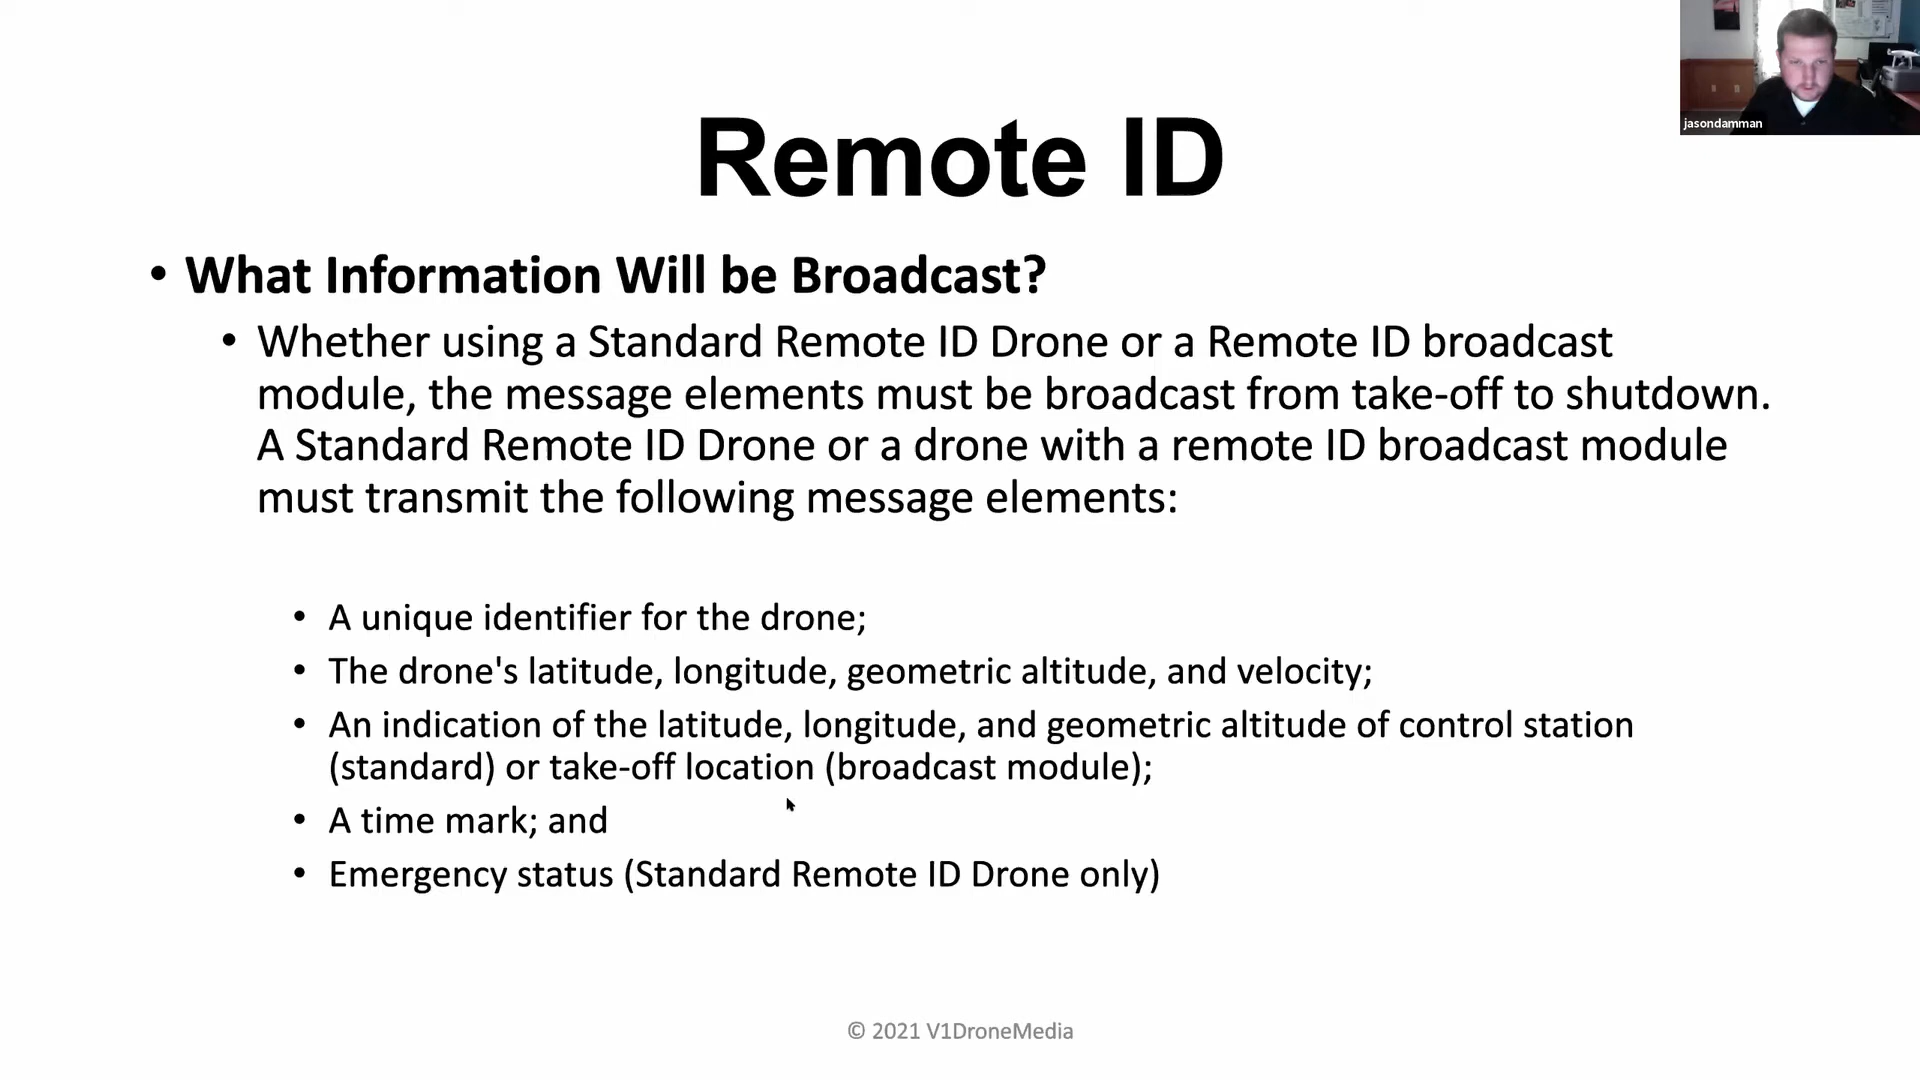 jasondamman
Remote ID
• What Information Will be Broadcast?
• Whether using a Standard Remote ID Drone or a Remote ID broadcast
module, the message elements must be broadcast from take-off to shutdown.
A Standard Remote ID Drone or a drone with a remote ID broadcast module
must transmit the following message elements:
• A unique identifier for the drone;
• The drone's latitude, longitude, geometric altitude, and velocity;
• An indication of the latitude, longitude, and geometric altitude of control station
(standard) or take-off location (broadcast module);
• A time mark; and
• Emergency status (Standard Remote ID Drone only)
© 2021 V1DroneMedia